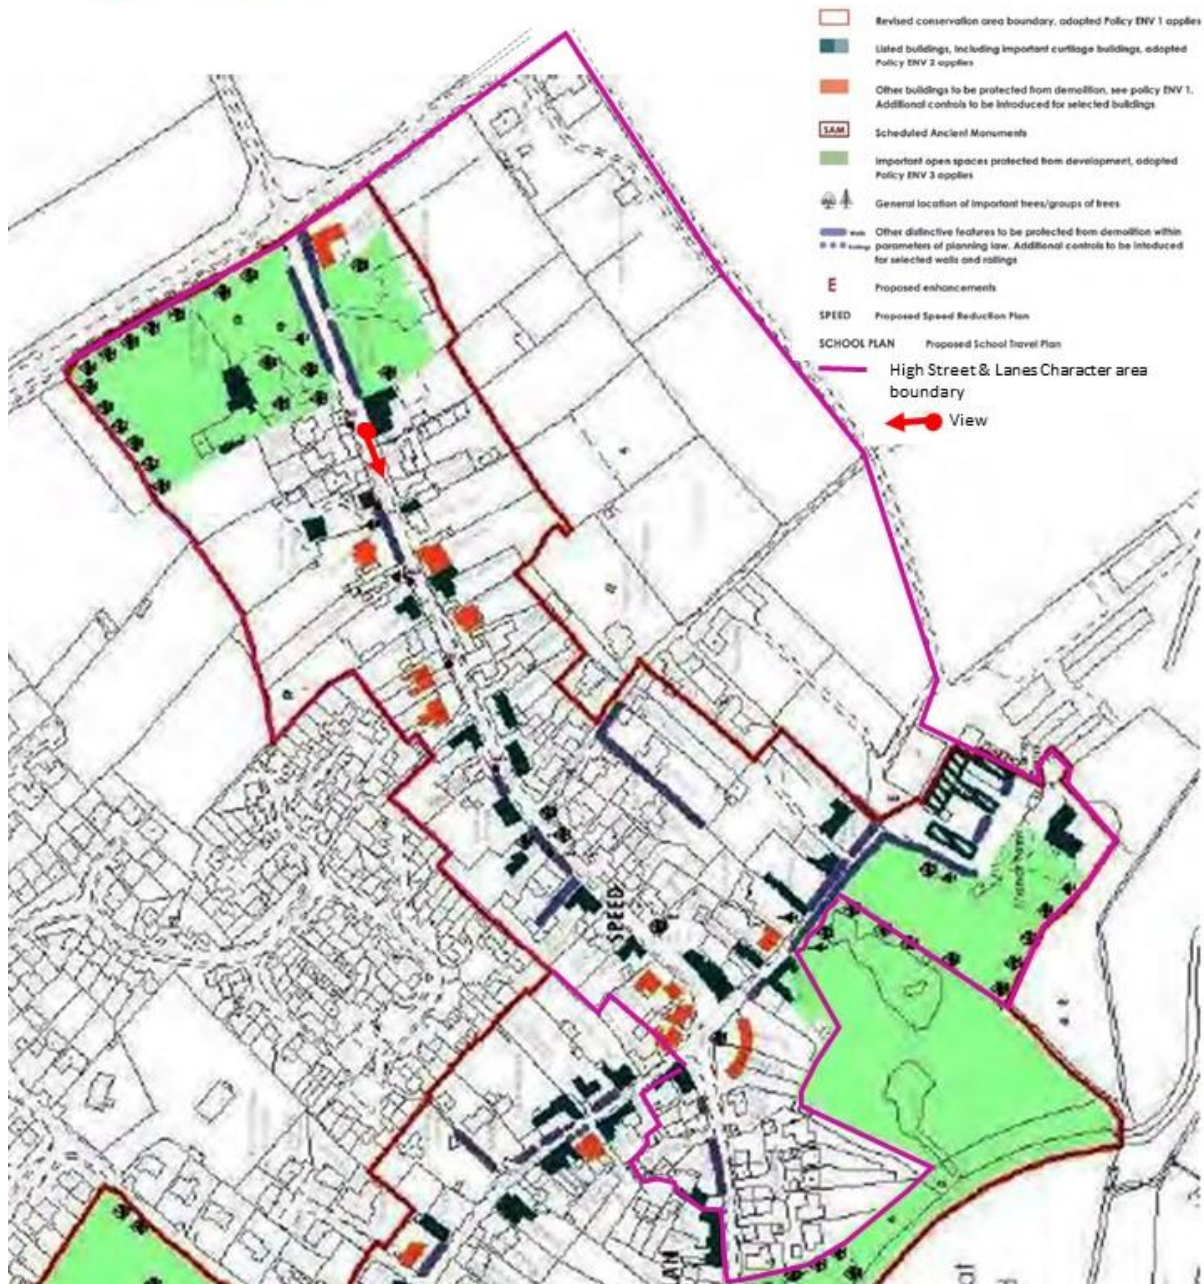 Revised conservation area boundary, adopted Policy ENV 1 applies
Listed buildings, including important curtilage buildings, adopted
Policy ENV 2 applies
Other buildings to be protected from demolition, see policy ENV 1.
Additional controls to be introduced for selected buildings
SAM Scheduled Ancient Monuments
Important open spaces protected from development, adopted
Policy ENV 3 applies
General location of important trees/groups of trees
Walls Other distinctive features to be protected from demolition within
Railings parameters of planning law. Additional controls to be intoduced
for selected walls and railings
E Proposed enhancements
SPEED Proposed Speed Reduction Plan
SCHOOL PLAN Proposed School Travel Plan
High Street & Lanes Character area
boundary
View
SPEED
E
AN
at